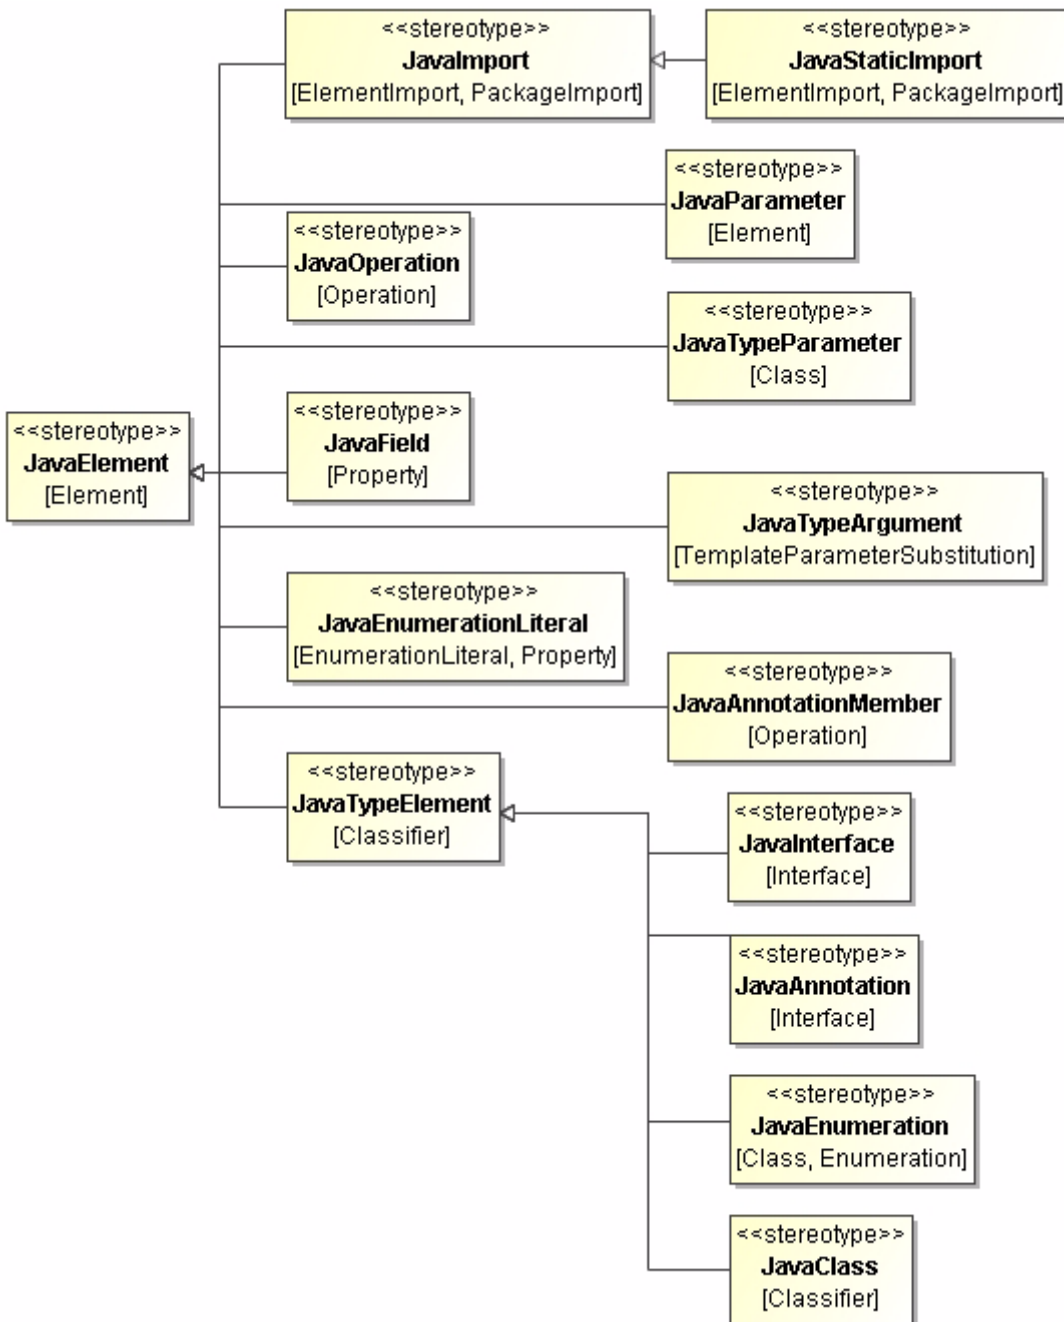 <<stereotype>>
JavaImport
[ElementImport, PackageImport]
<<stereotype>>
JavaStaticImport
[ElementImport, PackageImport]
<<stereotype>>
JavaParameter
[Element]
<<stereotype>>
JavaOperation
[Operation]
<<stereotype>>
JavaTypeParameter
[Class]
<<stereotype>>
JavaField
[Property]
<<stereotype>>
JavaElement
[Element]
<<stereotype>>
JavaTypeArgument
[TemplateParameterSubstitution]
<<stereotype>>
JavaEnumerationLiteral
[EnumerationLiteral, Property]
<<stereotype>>
JavaAnnotationMember
[Operation]
<<stereotype>>
JavaTypeElement
[Classifier]
<<stereotype>>
JavaInterface
[Interface]
<<stereotype>>
JavaAnnotation
[Interface]
<<stereotype>>
JavaEnumeration
[Class, Enumeration]
<<stereotype>>
JavaClass
[Classifier]